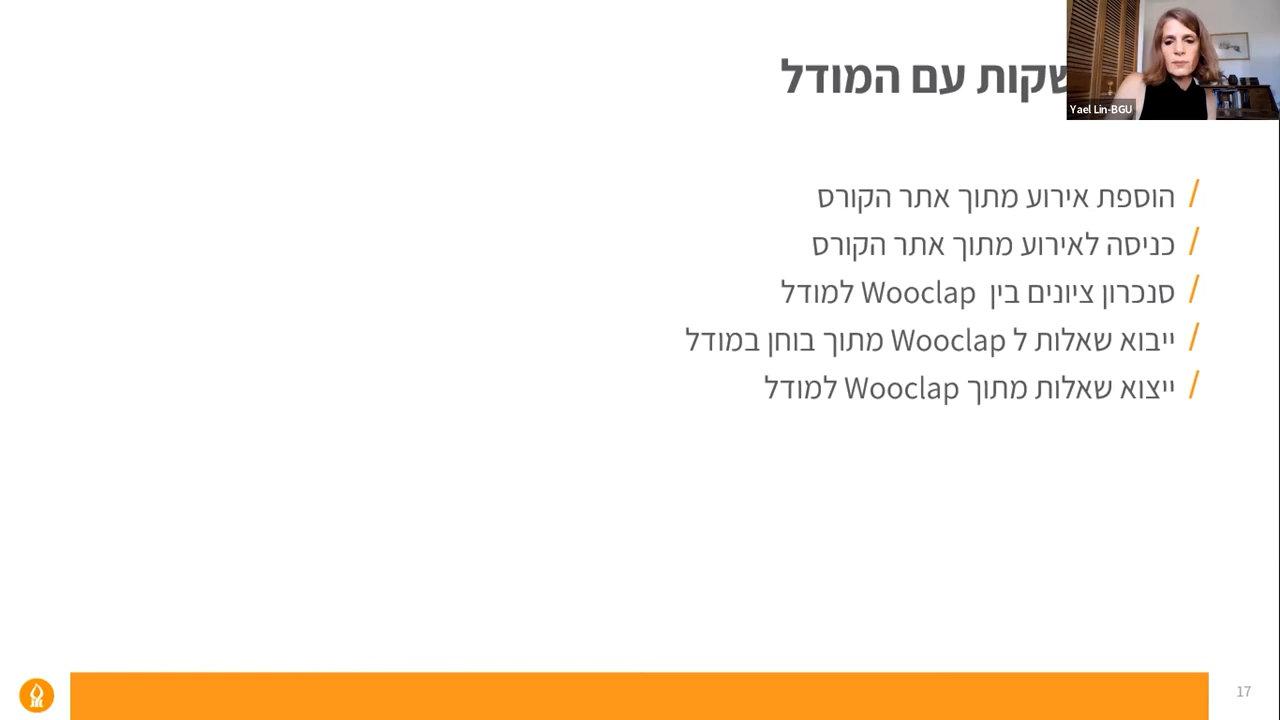 עם המודל
Yael Lin-BGU
/ הוספת אירוע מתוך אתר הקורס
/ כניסה לאירוע מתוך אתר הקורס
/ סנכרון ציונים בין Wooclap למודל
/ ייבוא שאלות ל Wooclap מתוך בוחן במודל
/ ייצוא שאלות מתוך Wooclap למודל
17